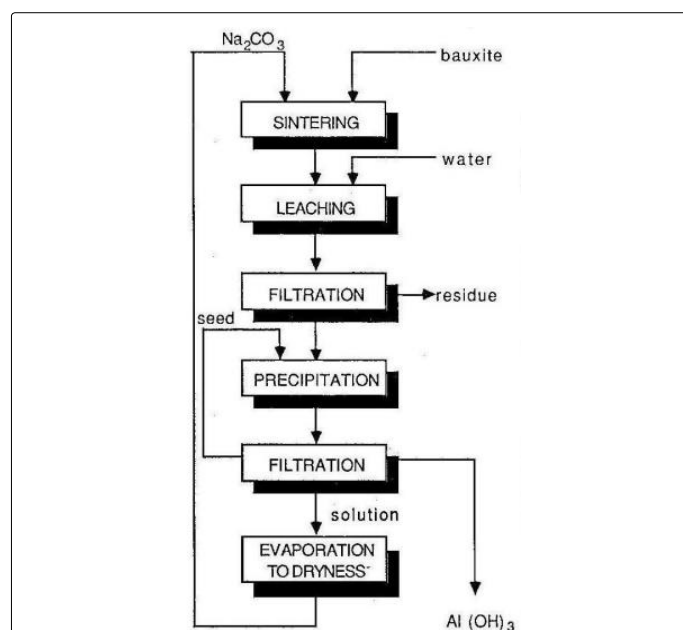 Na₂CO₃
bauxite
SINTERING
water
LEACHING
FILTRATION
residue
seed
PRECIPITATION
FILTRATION
solution
EVAPORATION
TO DRYNESS
Al (OH)₃